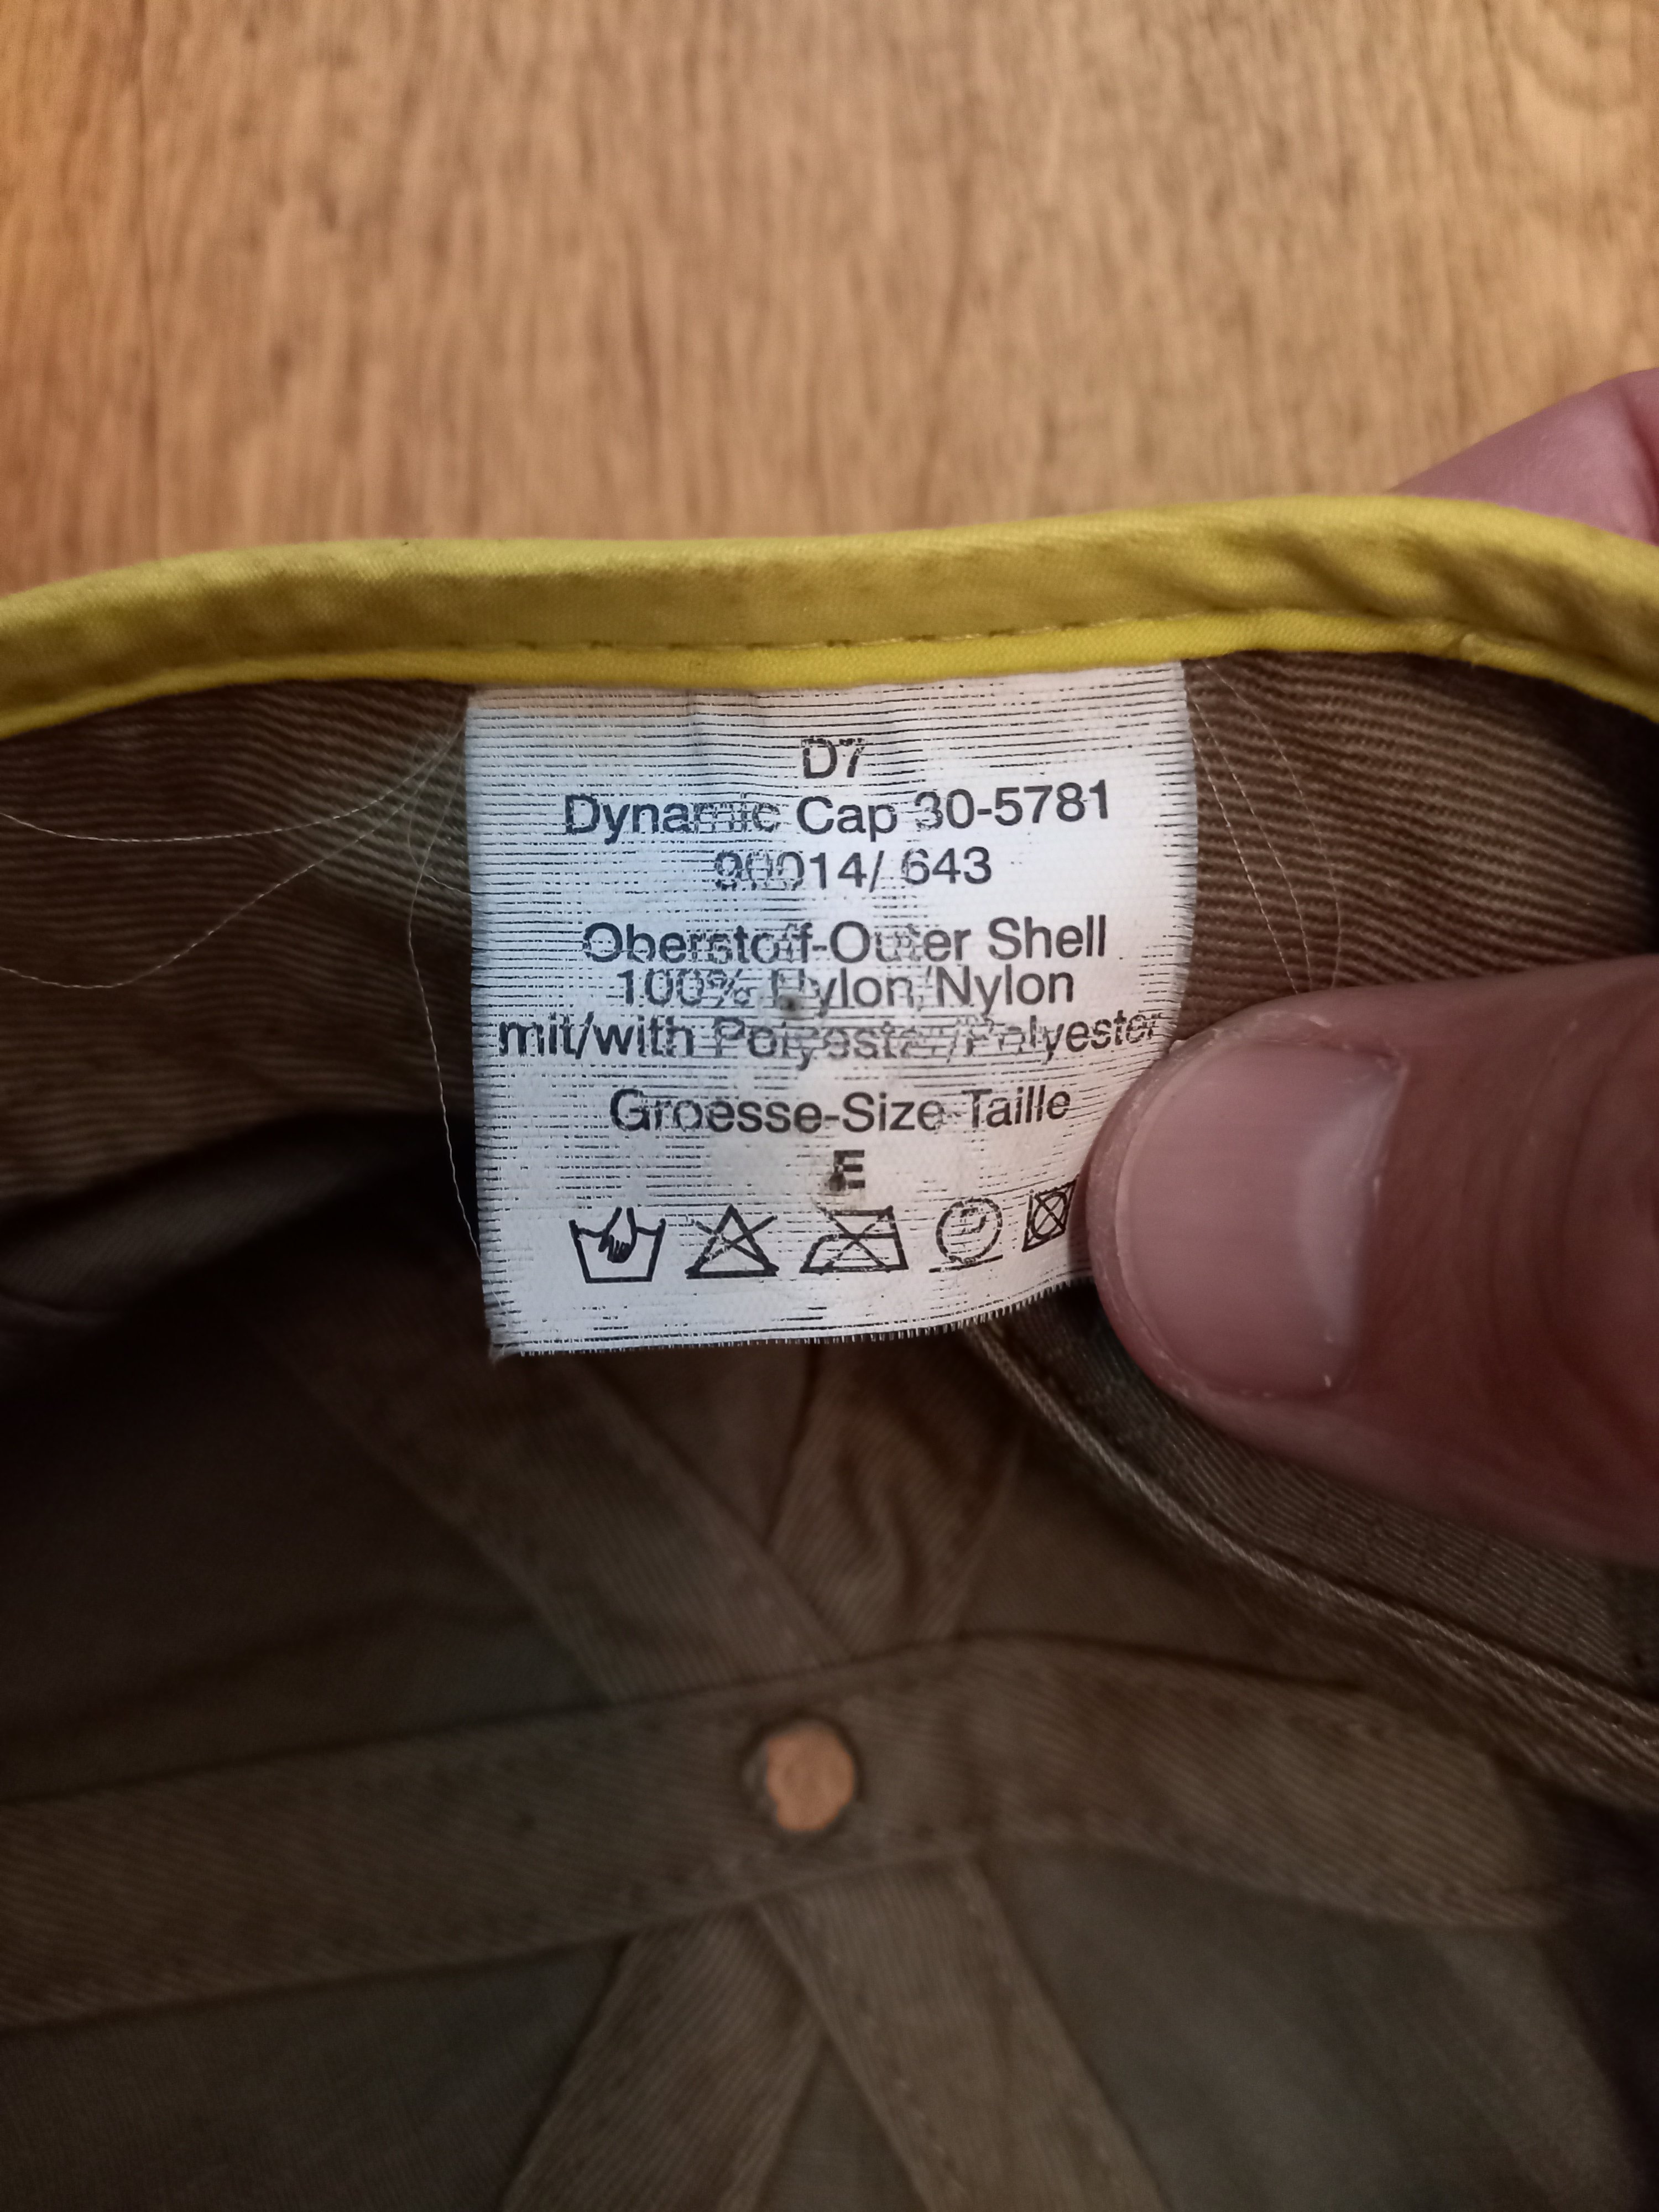 D7
Dynamic Cap 30-5781
90014/ 643
Oberstoff-Outer Shell
100% Nylon/Nylon
mit/with Polyester/Polyester
Groesse-Size-Taille
E
P